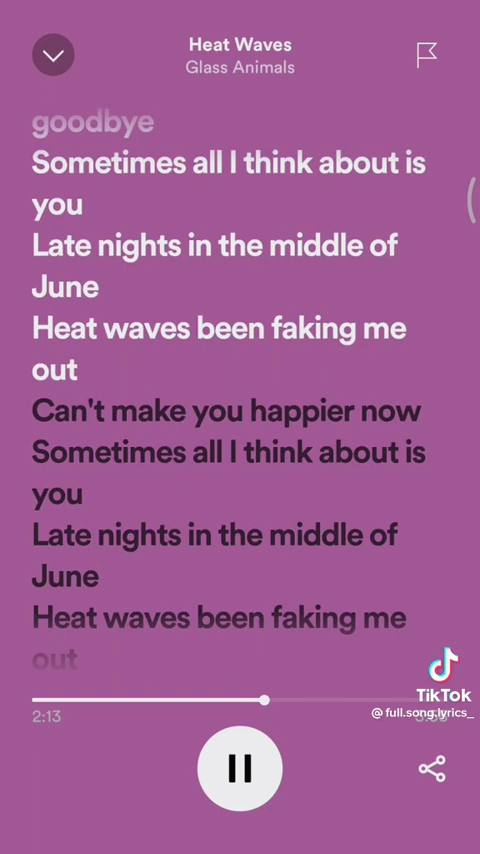 Heat Waves
Glass Animals
goodbye
Sometimes all I think about is
you
Late nights in the middle of
June
Heat waves been faking me
out
Can't make you happier now
Sometimes all I think about is
you
Late nights in the middle of
June
Heat waves been faking me
out
TikTok
@full.song.lyrics_
2:13